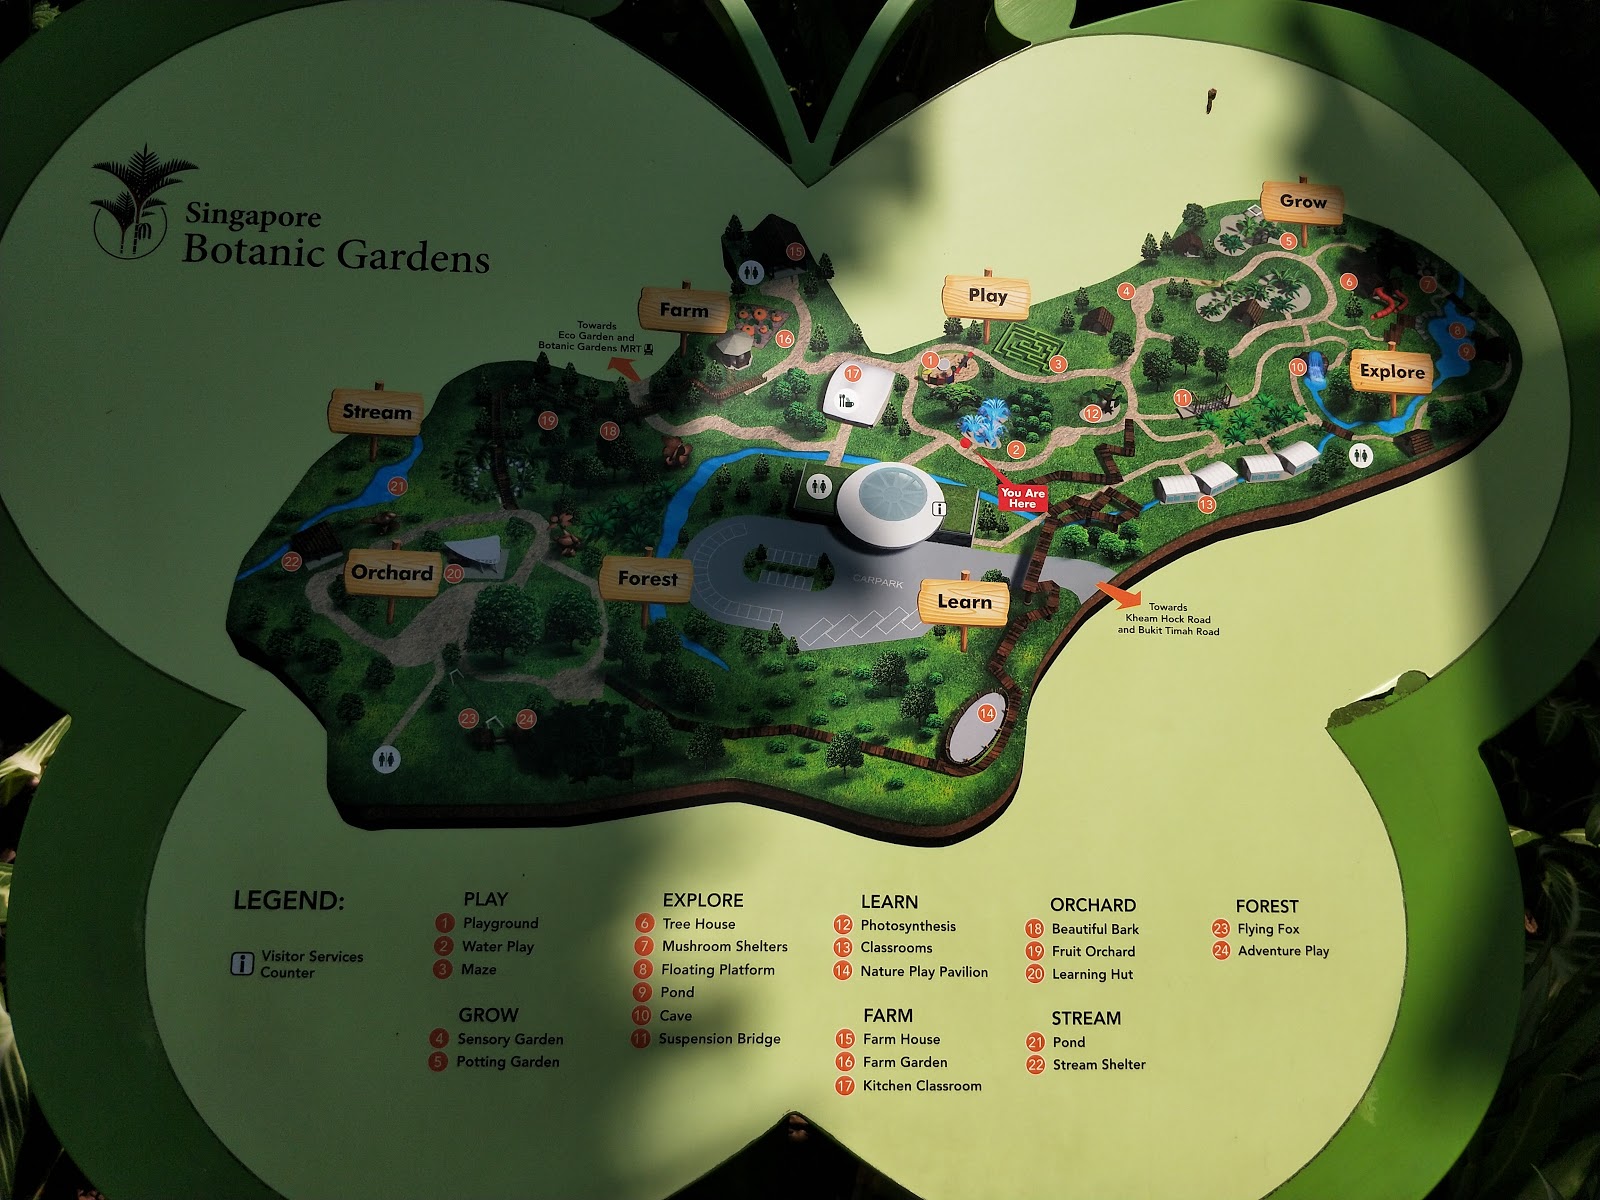 Singapore
Botanic Gardens
Grow
Play
Farm
Explore
Stream
Orchard
Forest
Learn
Towards
Eco Garden and
Botanic Gardens MRT
You Are
Here
CARPARK
Towards
Kheam Hock Road
and Bukit Timah Road
15
5
6
7
4
16
8
1
3
9
17
10
11
12
19
18
2
21
13
22
20
14
23
24
LEGEND:
i Visitor Services
Counter
PLAY
1 Playground
2 Water Play
3 Maze
GROW
4 Sensory Garden
5 Potting Garden
EXPLORE
6 Tree House
7 Mushroom Shelters
8 Floating Platform
9 Pond
10 Cave
11 Suspension Bridge
LEARN
12 Photosynthesis
13 Classrooms
14 Nature Play Pavilion
FARM
15 Farm House
16 Farm Garden
17 Kitchen Classroom
ORCHARD
18 Beautiful Bark
19 Fruit Orchard
20 Learning Hut
STREAM
21 Pond
22 Stream Shelter
FOREST
23 Flying Fox
24 Adventure Play